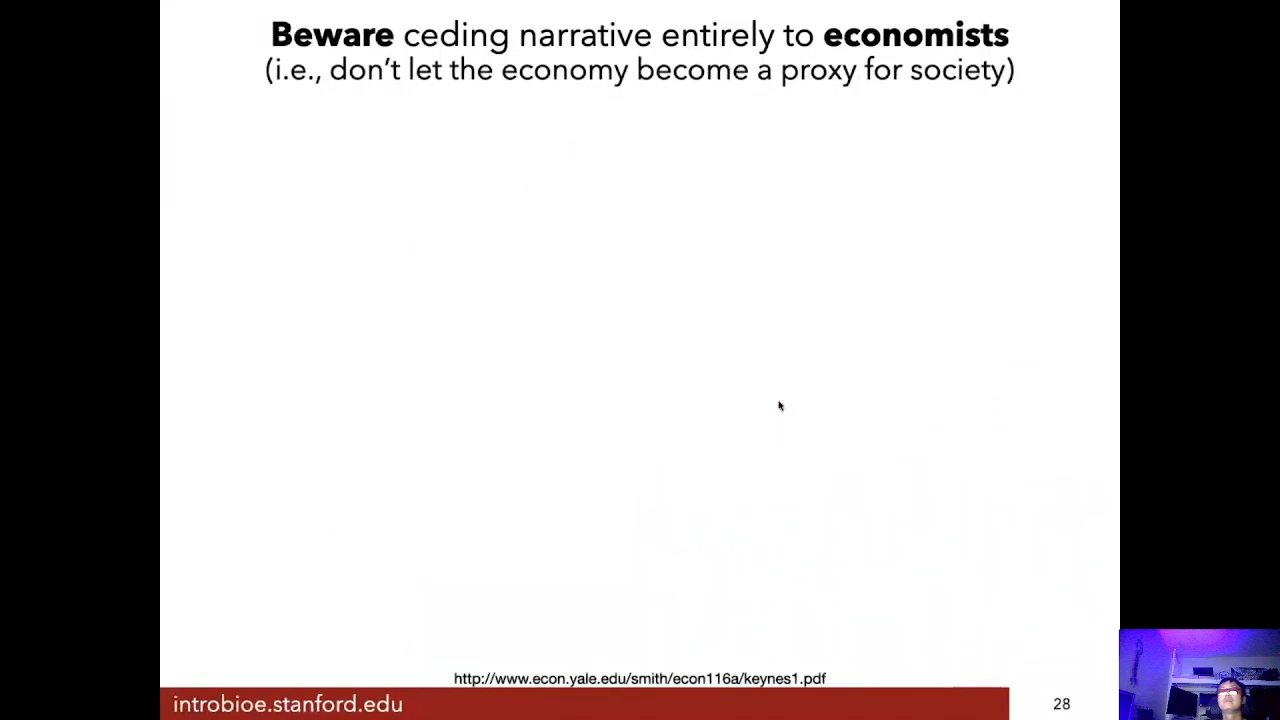 Beware ceding narrative entirely to economists
(i.e., don't let the economy become a proxy for society)
http://www.econ.yale.edu/smith/econ116a/keynes1.pdf
introbioe.stanford.edu
28